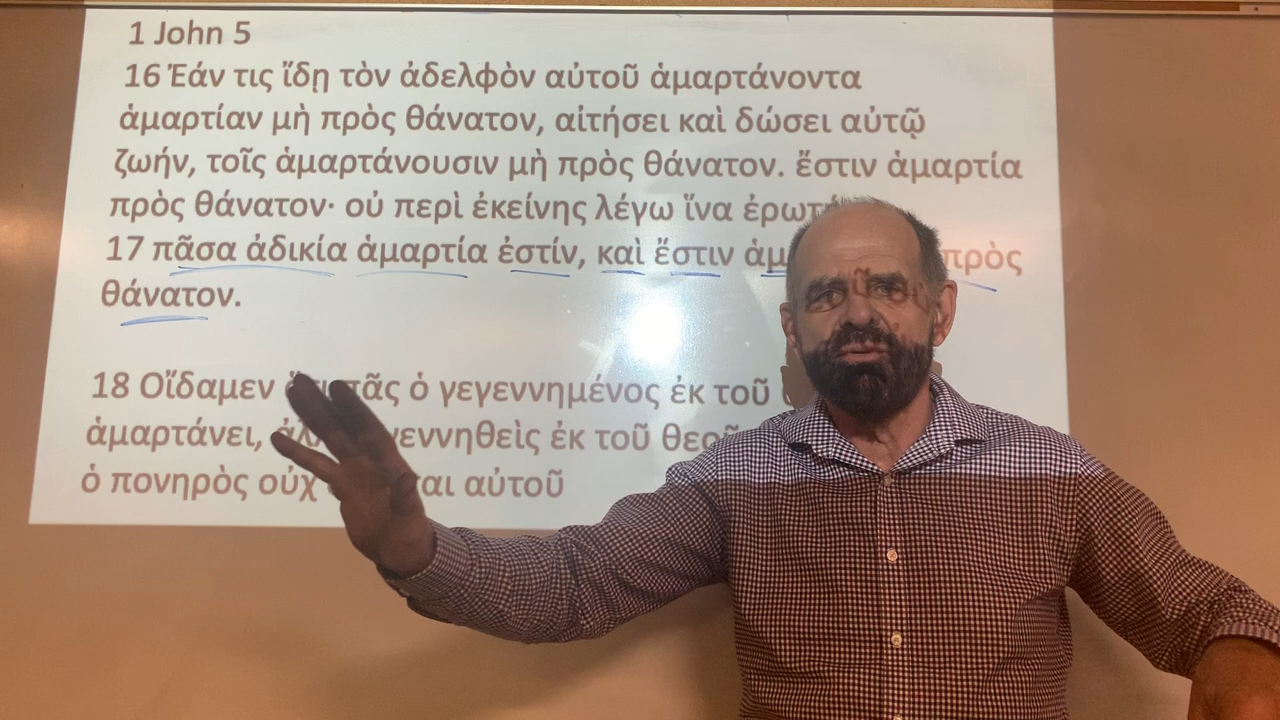 1 John 5
16 Ἐάν τις ἴδῃ τὸν ἀδελφὸν αὐτοῦ ἁμαρτάνοντα
ἁμαρτίαν μὴ πρὸς θάνατον, αἰτήσει καὶ δώσει αὐτῷ
ζωήν, τοῖς ἁμαρτάνουσιν μὴ πρὸς θάνατον. ἔστιν ἁμαρτία
πρὸς θάνατον· οὐ περὶ ἐκείνης λέγω ἵνα
17 πᾶσα ἀδικία ἁμαρτία ἐστίν, καὶ ἔστιν πρὸς
θάνατον.
18 Οἴδαμεν ὁ γεγεννημένος ἐκ τοῦ
ἁμαρτάνει, ἐκ τοῦ
ὁ πονηρὸς οὐχ αὐτοῦ